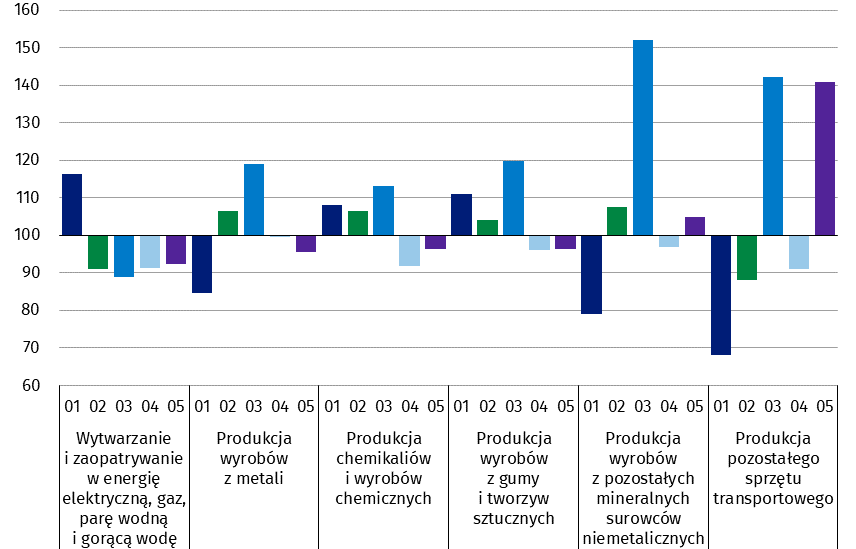 160
150
140
130
120
110
100
90
80
70
60
01 02 03 04 05 01 02 03 04 05 01 02 03 04 05 01 02 03 04 05 01 02 03 04 05 01 02 03 04 05
Wytwarzanie
i zaopatrywanie
w energię
elektryczną, gaz,
parę wodną
i gorącą wodę
Produkcja
wyrobów
z metali
Produkcja
chemikaliów
i wyrobów
chemicznych
Produkcja
wyrobów
z gumy
i tworzyw
sztucznych
Produkcja
wyrobów
z pozostałych
mineralnych
surowców
niemetalicznych
Produkcja
pozostałego
sprzętu
transportowego